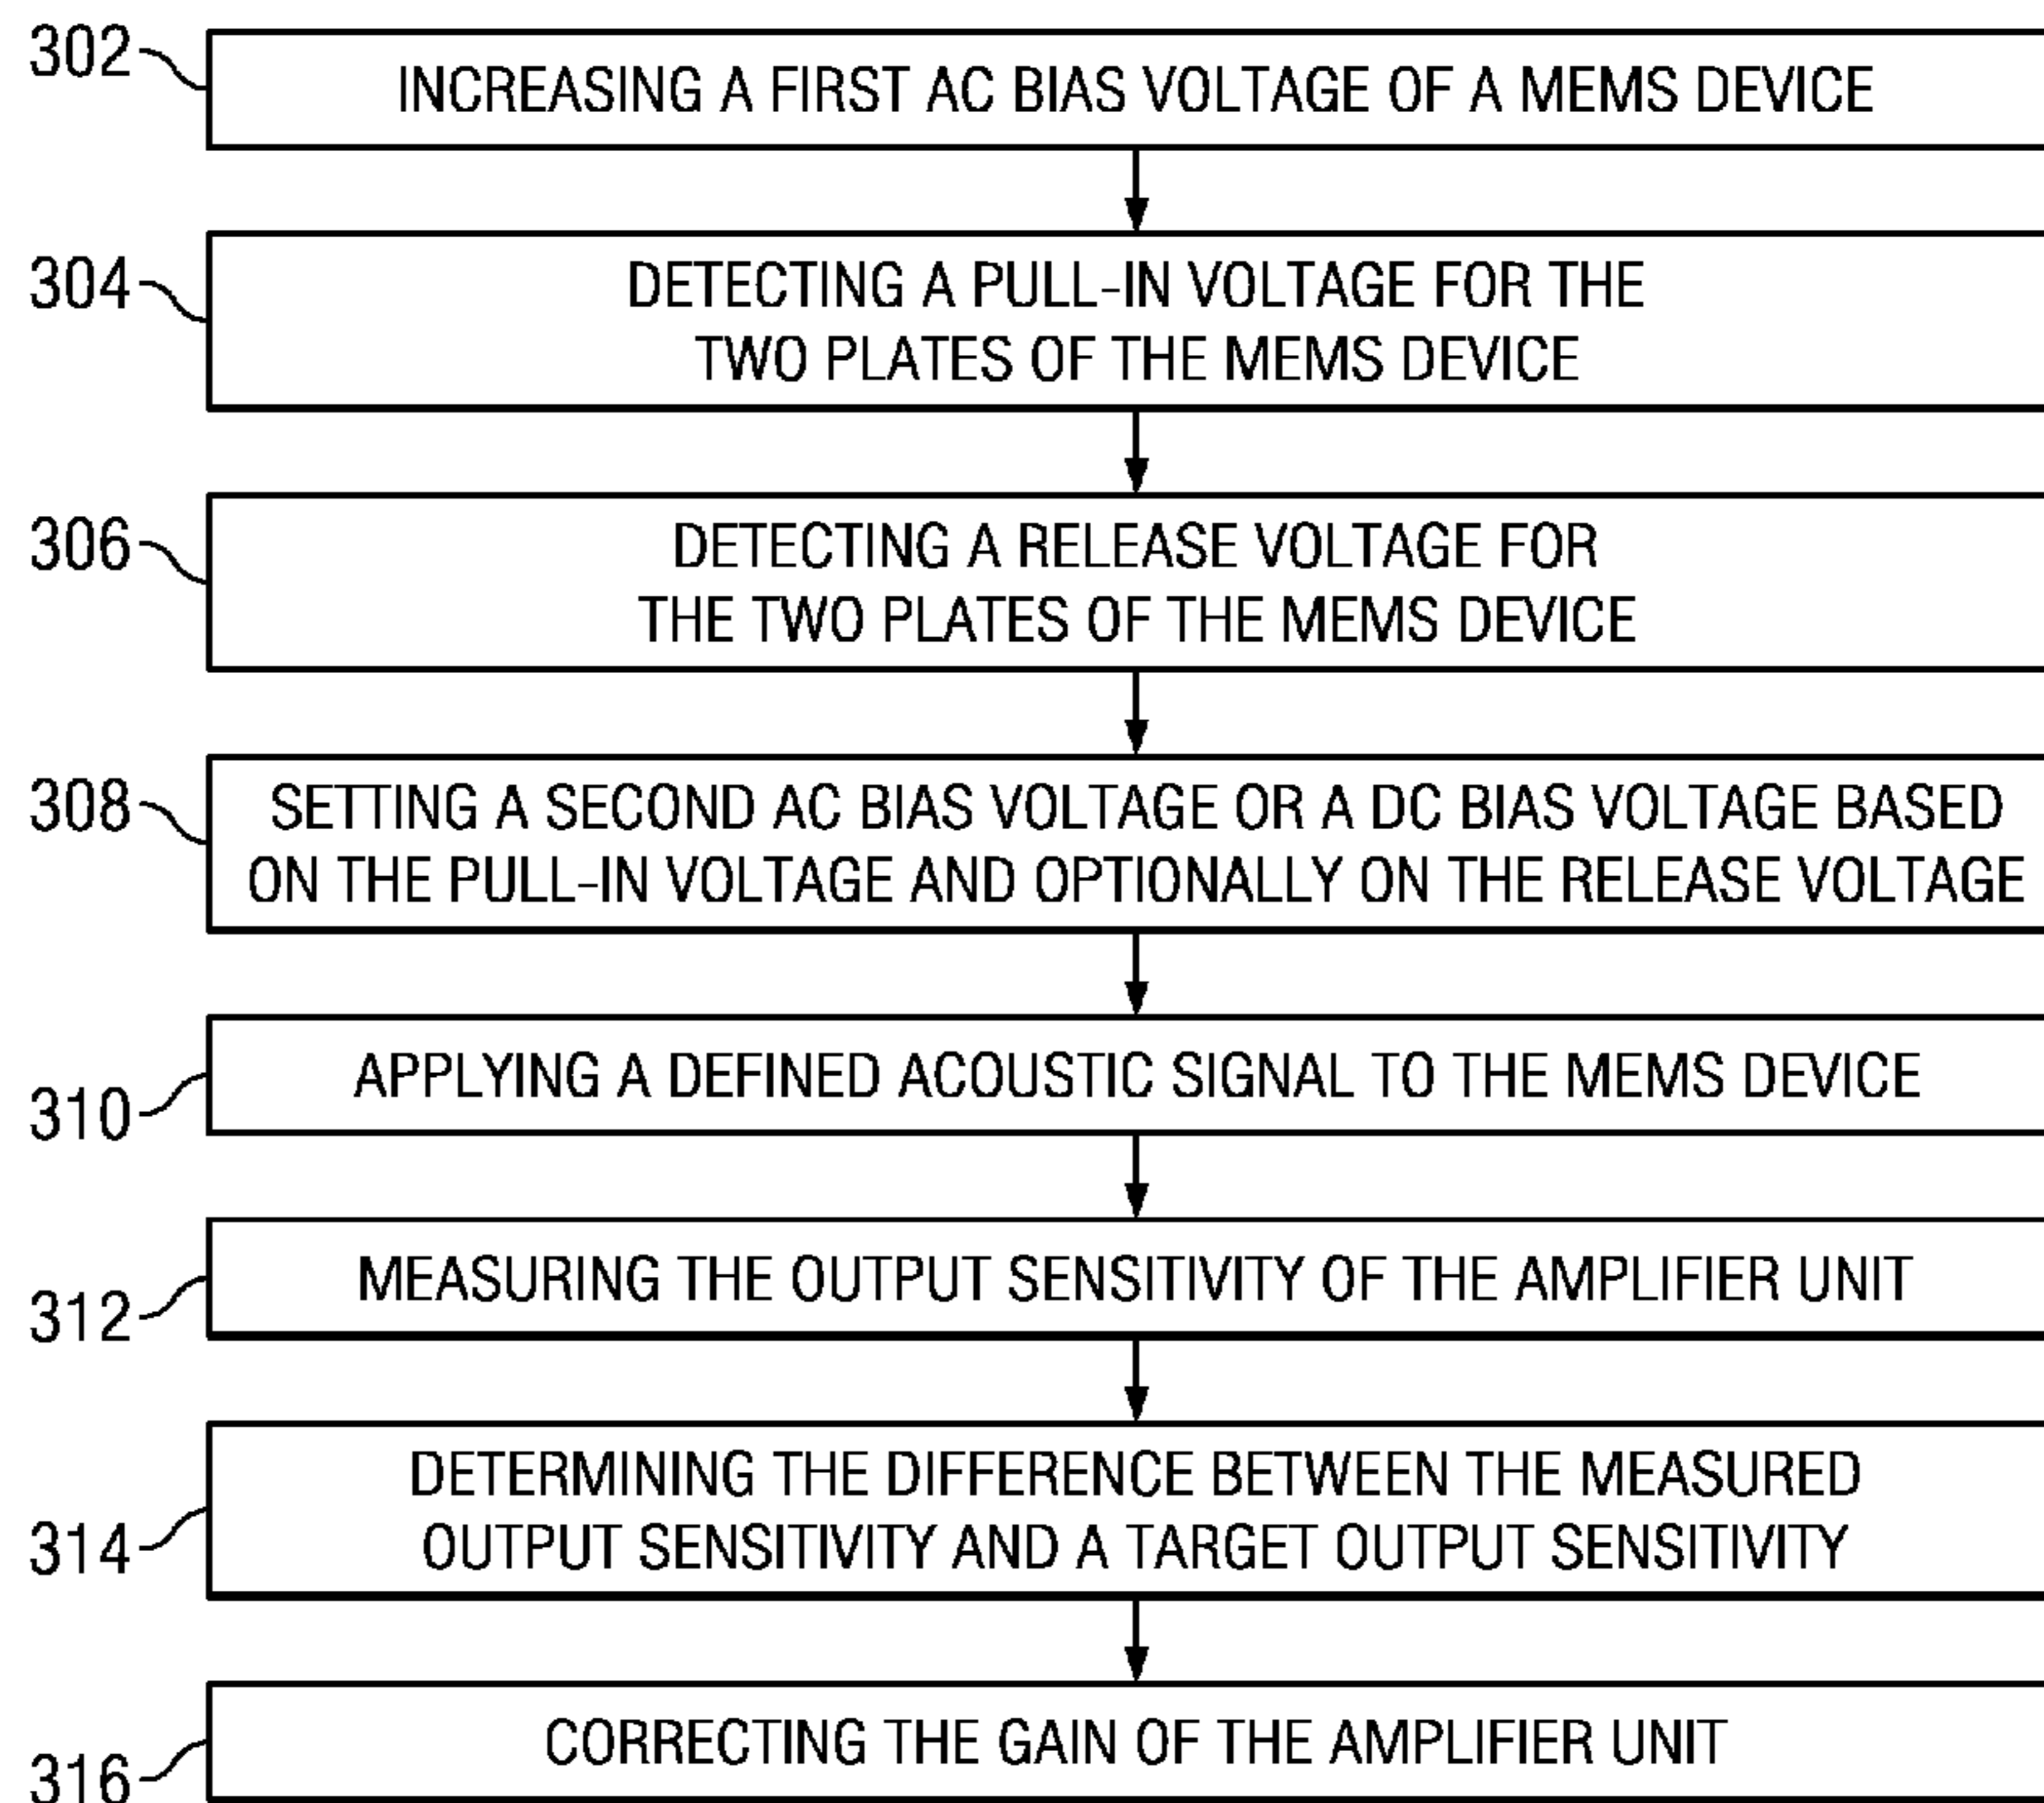 302
INCREASING A FIRST AC BIAS VOLTAGE OF A MEMS DEVICE
304
DETECTING A PULL-IN VOLTAGE FOR THE
TWO PLATES OF THE MEMS DEVICE
306
DETECTING A RELEASE VOLTAGE FOR
THE TWO PLATES OF THE MEMS DEVICE
308
SETTING A SECOND AC BIAS VOLTAGE OR A DC BIAS VOLTAGE BASED
ON THE PULL-IN VOLTAGE AND OPTIONALLY ON THE RELEASE VOLTAGE
310
APPLYING A DEFINED ACOUSTIC SIGNAL TO THE MEMS DEVICE
312
MEASURING THE OUTPUT SENSITIVITY OF THE AMPLIFIER UNIT
314
DETERMINING THE DIFFERENCE BETWEEN THE MEASURED
OUTPUT SENSITIVITY AND A TARGET OUTPUT SENSITIVITY
316
CORRECTING THE GAIN OF THE AMPLIFIER UNIT